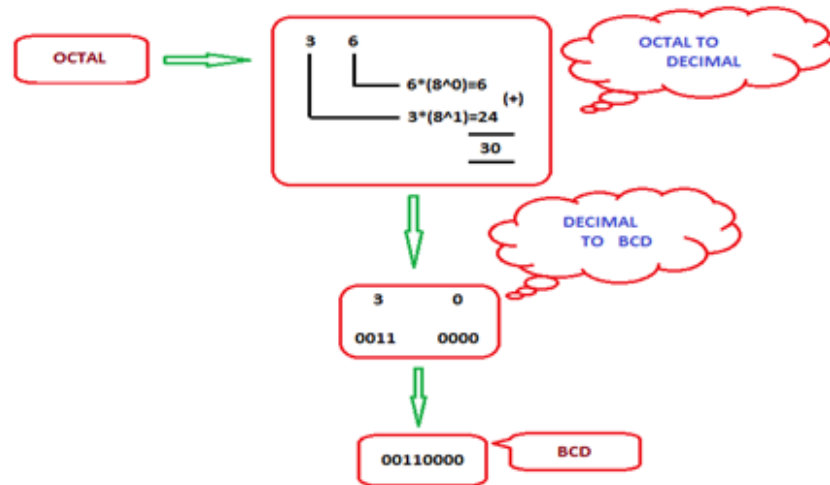 OCTAL
3 6
6*(8^0)=6
(+)
3*(8^1)=24
30
OCTAL TO
DECIMAL
DECIMAL
TO BCD
3 0
0011 0000
00110000
BCD